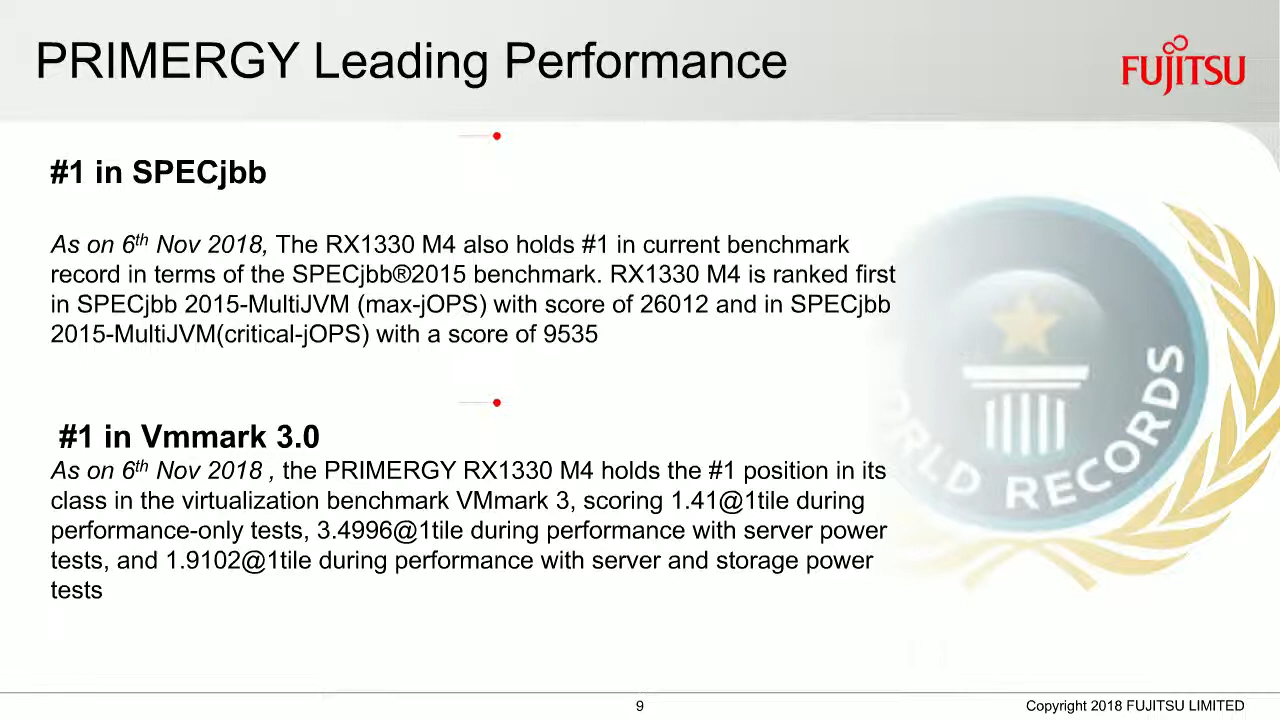 PRIMERGY Leading Performance
FUJITSU
#1 in SPECjbb
As on 6th Nov 2018, The RX1330 M4 also holds #1 in current benchmark
record in terms of the SPECjbb®2015 benchmark. RX1330 M4 is ranked first
in SPECjbb 2015-MultiJVM (max-jOPS) with score of 26012 and in SPECjbb
2015-MultiJVM(critical-jOPS) with a score of 9535
#1 in Vmmark 3.0
As on 6th Nov 2018 , the PRIMERGY RX1330 M4 holds the #1 position in its
class in the virtualization benchmark VMmark 3, scoring 1.41@1tile during
performance-only tests, 3.4996@1tile during performance with server power
tests, and 1.9102@1tile during performance with server and storage power
tests
ORLD RECORDS
9
Copyright 2018 FUJITSU LIMITED